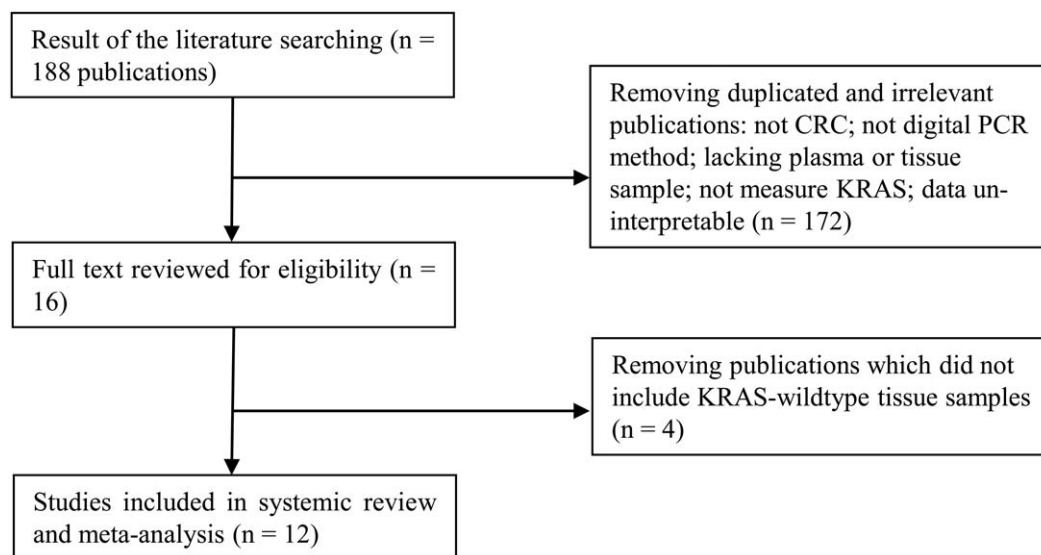 Result of the literature searching (n =
188 publications)
Removing duplicated and irrelevant
publications: not CRC; not digital PCR
method; lacking plasma or tissue
sample; not measure KRAS; data un-
interpretable (n = 172)
Full text reviewed for eligibility (n =
16)
Removing publications which did not
include KRAS-wildtype tissue samples
(n = 4)
Studies included in systemic review
and meta-analysis (n = 12)